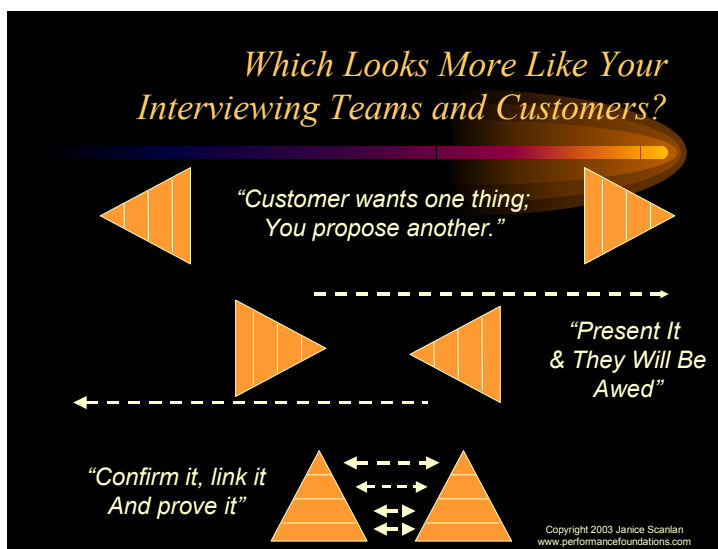 Which Looks More Like Your
Interviewing Teams and Customers?
“Customer wants one thing;
You propose another.”
“Present It
& They Will Be
Awed”
“Confirm it, link it
And prove it”
Copyright 2003 Janice Scanlan
www.performancefoundations.com